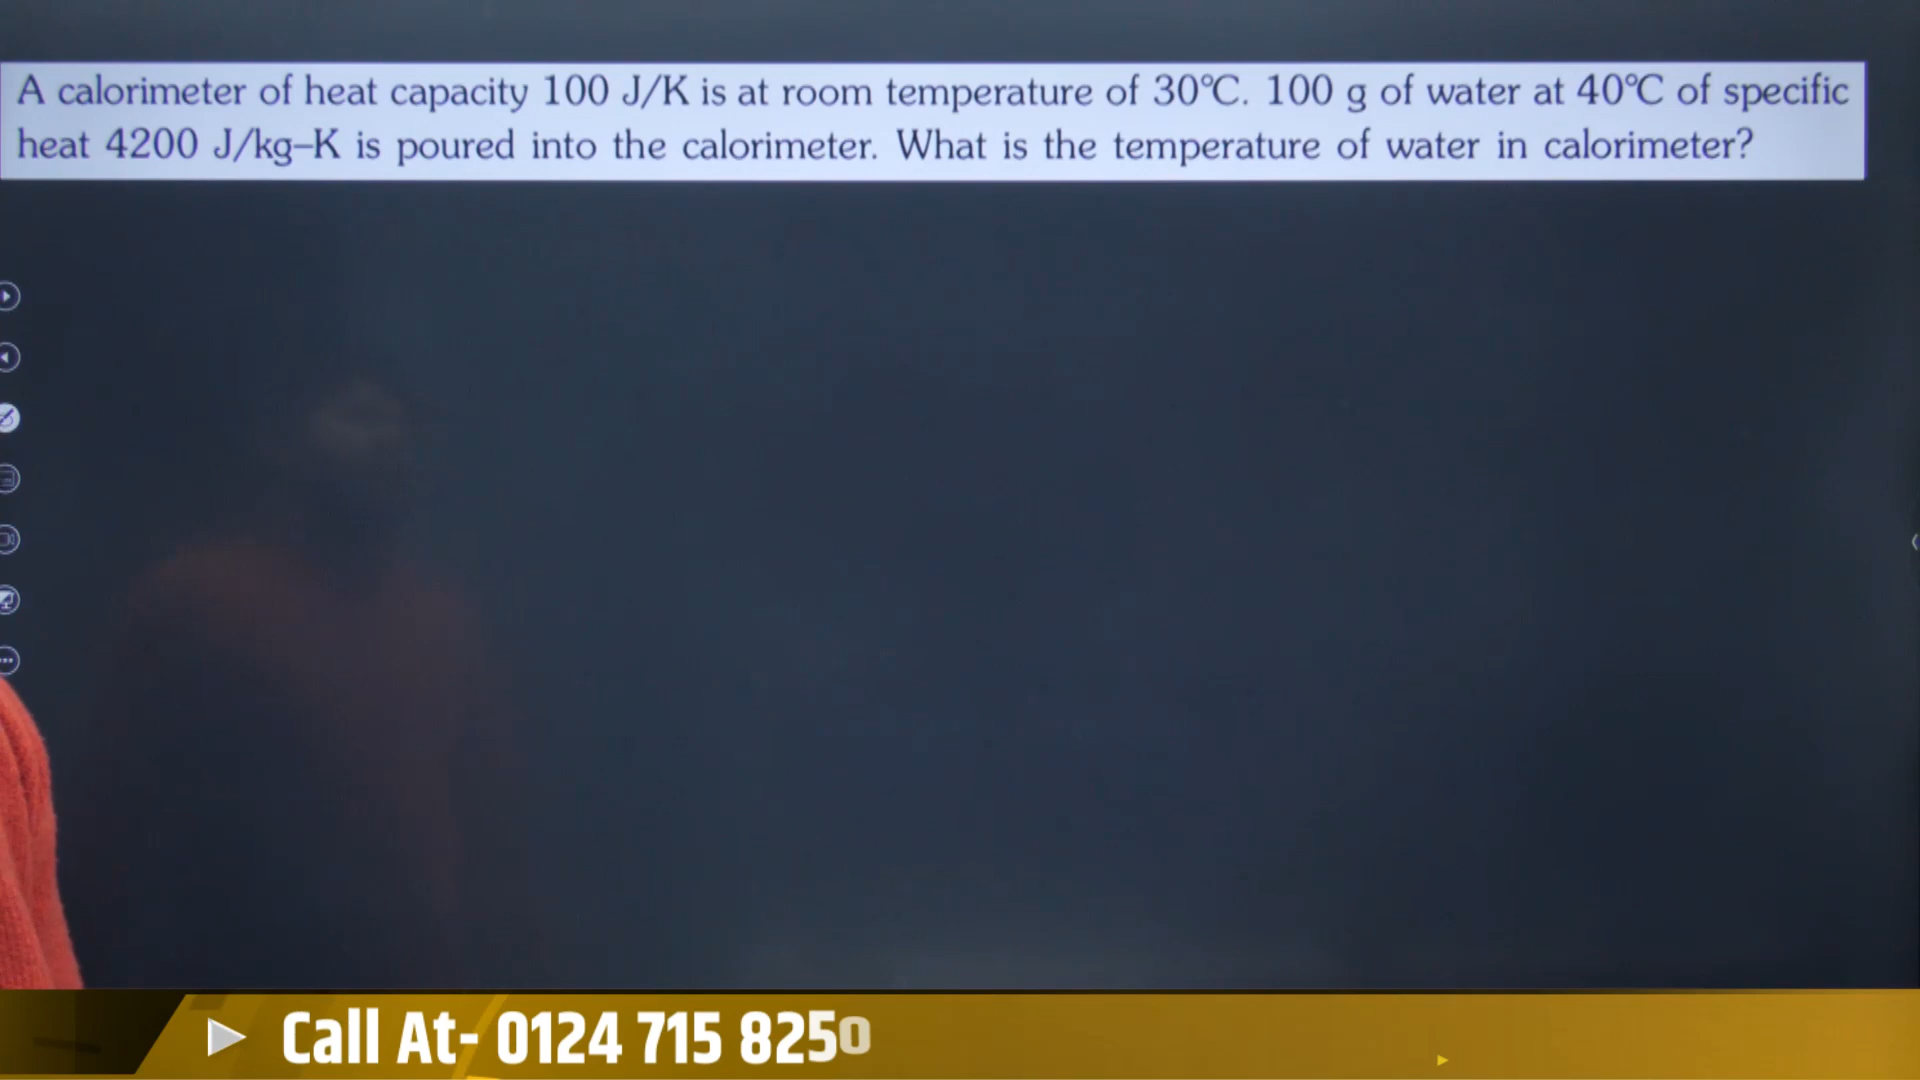 A calorimeter of heat capacity 100 J/K is at room temperature of 30°C. 100 g of water at 40°C of specific
heat 4200 J/kg–K is poured into the calorimeter. What is the temperature of water in calorimeter?
Call At- 0124 715 8250